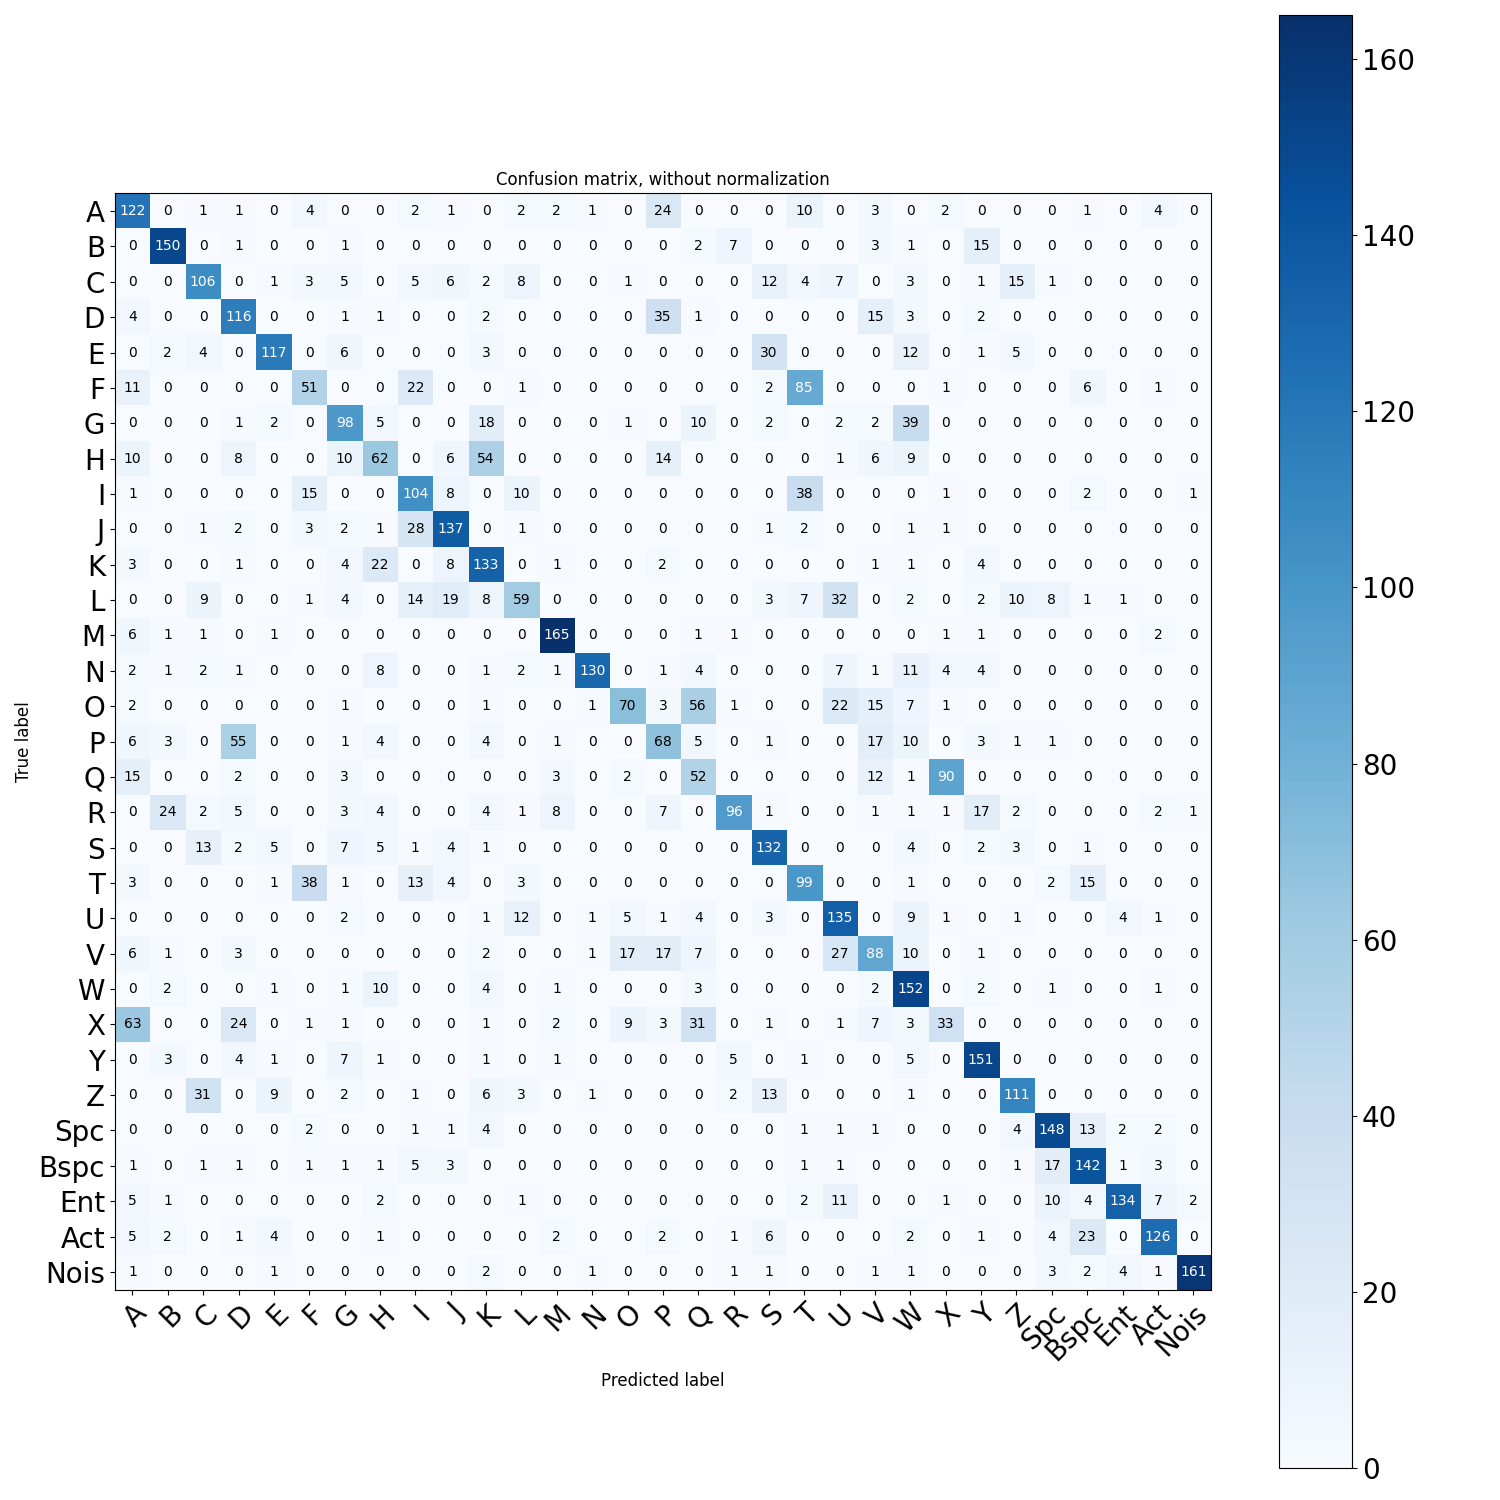 Confusion matrix, without normalization
A 122 0 1 1 0 4 0 0 2 1 0 2 2 1 0 24 0 0 0 10 0 3 0 2 0 0 0 1 0 4 0
B 0 150 0 1 0 0 1 0 0 0 0 0 0 0 0 0 2 7 0 0 0 3 1 0 15 0 0 0 0 0 0
C 0 0 106 0 1 3 5 0 5 6 2 8 0 0 1 0 0 0 12 4 7 0 3 0 1 15 1 0 0 0 0
D 4 0 0 116 0 0 1 1 0 0 2 0 0 0 0 35 1 0 0 0 0 15 3 0 2 0 0 0 0 0 0
E 0 2 4 0 117 0 6 0 0 0 3 0 0 0 0 0 0 0 30 0 0 0 12 0 1 5 0 0 0 0 0
F 11 0 0 0 0 51 0 0 22 0 0 1 0 0 0 0 0 0 2 85 0 0 0 1 0 0 0 6 0 1 0
G 0 0 0 1 2 0 98 5 0 0 18 0 0 0 1 0 10 0 2 0 2 2 39 0 0 0 0 0 0 0 0
H 10 0 0 8 0 0 10 62 0 6 54 0 0 0 0 14 0 0 0 0 1 6 9 0 0 0 0 0 0 0 0
I 1 0 0 0 0 15 0 0 104 8 0 10 0 0 0 0 0 0 0 38 0 0 0 1 0 0 0 2 0 0 1
J 0 0 1 2 0 3 2 1 28 137 0 1 0 0 0 0 0 0 1 2 0 0 1 1 0 0 0 0 0 0 0
K 3 0 0 1 0 0 4 22 0 8 133 0 1 0 0 2 0 0 0 0 0 1 1 0 4 0 0 0 0 0 0
L 0 0 9 0 0 1 4 0 14 19 8 59 0 0 0 0 0 0 3 7 32 0 2 0 2 10 8 1 1 0 0
M 6 1 1 0 1 0 0 0 0 0 0 0 165 0 0 0 1 1 0 0 0 0 0 1 1 0 0 0 0 2 0
N 2 1 2 1 0 0 0 8 0 0 1 2 1 130 0 1 4 0 0 0 7 1 11 4 4 0 0 0 0 0 0
O 2 0 0 0 0 0 1 0 0 0 1 0 0 1 70 3 56 1 0 0 22 15 7 1 0 0 0 0 0 0 0
P 6 3 0 55 0 0 1 4 0 0 4 0 1 0 0 68 5 0 1 0 0 17 10 0 3 1 1 0 0 0 0
Q 15 0 0 2 0 0 3 0 0 0 0 0 3 0 2 0 52 0 0 0 0 12 1 90 0 0 0 0 0 0 0
R 0 24 2 5 0 0 3 4 0 0 4 1 8 0 0 7 0 96 1 0 0 1 1 1 17 2 0 0 0 2 1
S 0 0 13 2 5 0 7 5 1 4 1 0 0 0 0 0 0 0 132 0 0 0 4 0 2 3 0 1 0 0 0
T 3 0 0 0 1 38 1 0 13 4 0 3 0 0 0 0 0 0 0 99 0 0 1 0 0 0 2 15 0 0 0
U 0 0 0 0 0 0 2 0 0 0 1 12 0 1 5 1 4 0 3 0 135 0 9 1 0 1 0 0 4 1 0
V 6 1 0 3 0 0 0 0 0 0 2 0 0 1 17 17 7 0 0 0 27 88 10 0 1 0 0 0 0 0 0
W 0 2 0 0 1 0 1 10 0 0 4 0 1 0 0 0 3 0 0 0 0 2 152 0 2 0 1 0 0 1 0
X 63 0 0 24 0 1 1 0 0 0 1 0 2 0 9 3 31 0 1 0 1 7 3 33 0 0 0 0 0 0 0
Y 0 3 0 4 1 0 7 1 0 0 1 0 1 0 0 0 0 5 0 1 0 0 5 0 151 0 0 0 0 0 0
Z 0 0 31 0 9 0 2 0 1 0 6 3 0 1 0 0 0 2 13 0 0 0 1 0 0 111 0 0 0 0 0
Spc 0 0 0 0 0 2 0 0 1 1 4 0 0 0 0 0 0 0 0 1 1 1 0 0 0 4 148 13 2 2 0
Bspc 1 0 1 1 0 1 1 1 5 3 0 0 0 0 0 0 0 0 0 1 1 0 0 0 0 1 17 142 1 3 0
Ent 5 1 0 0 0 0 0 2 0 0 0 1 0 0 0 0 0 0 0 2 11 0 0 1 0 0 10 4 134 7 2
Act 5 2 0 1 4 0 0 1 0 0 0 0 2 0 0 2 0 1 6 0 0 0 2 0 1 0 4 23 0 126 0
Nois 1 0 0 0 1 0 0 0 0 0 2 0 0 1 0 0 0 1 1 0 0 1 1 0 0 0 3 2 4 1 161
A B C D E F G H I J K L M N O P Q R S T U V W X Y Z Spc Bspc Ent Act Nois
Predicted label
True label
160
140
120
100
80
60
40
20
0